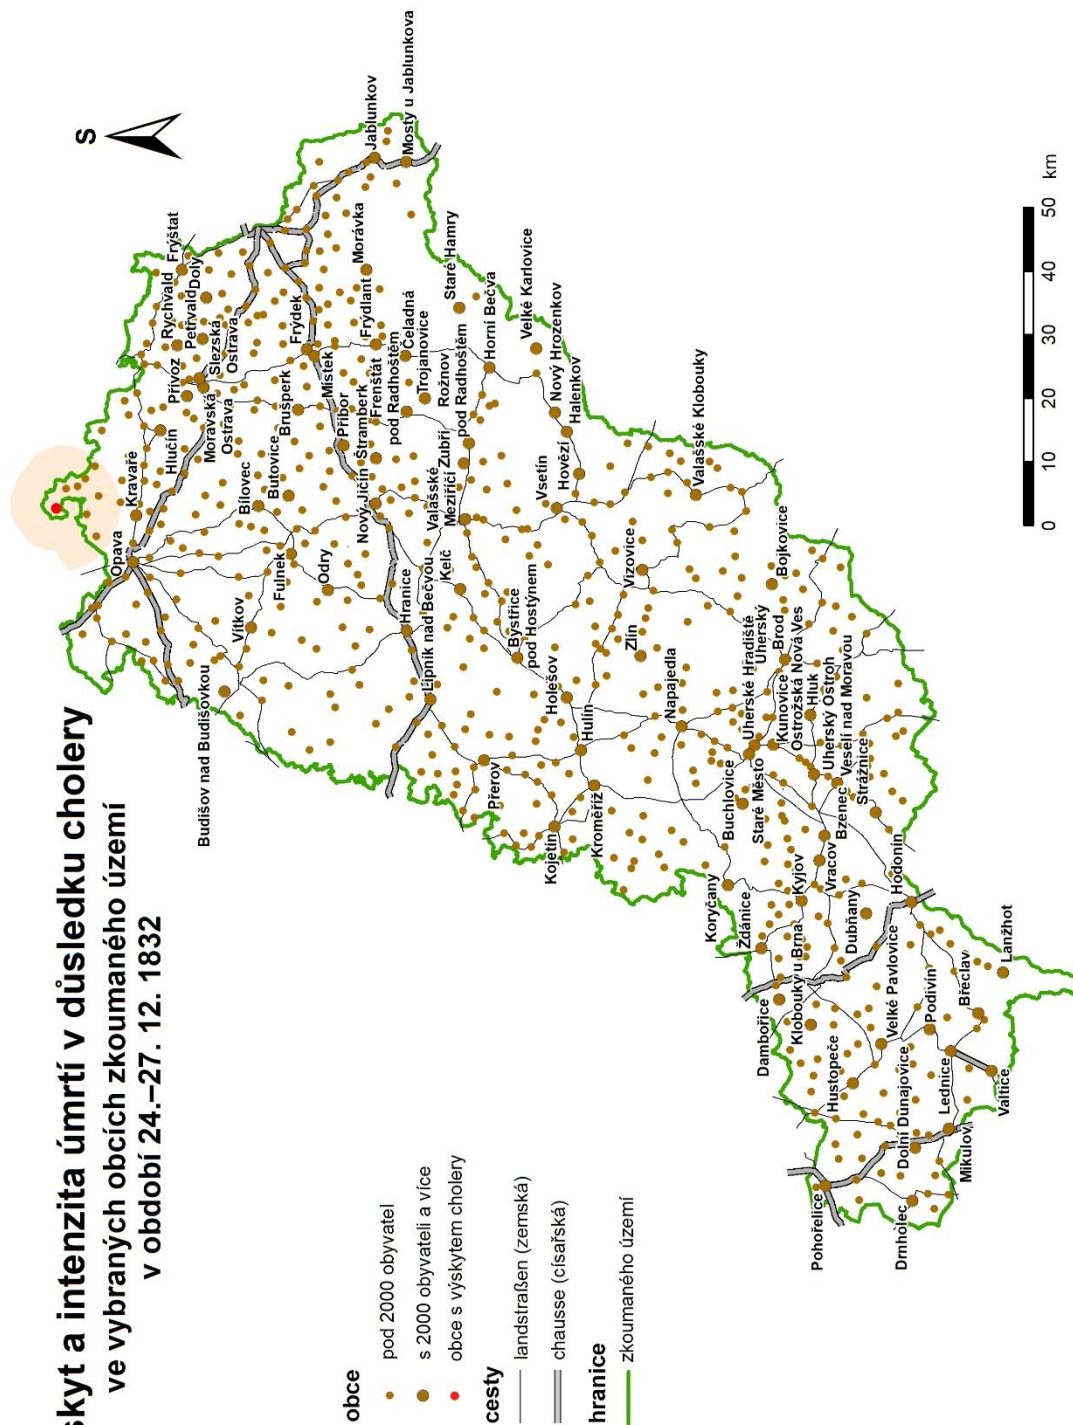 skyt a intenzita úmrtí v důsledku cholery
ve vybraných obcích zkoumaného území
v období 24.–27. 12. 1832
S
obce
pod 2000 obyvatel
s 2000 obyvateli a více
obce s výskytem cholery
cesty
landstraßen (zemská)
chausse (císařská)
hranice
zkoumaného území
0
10
20
30
40
50
km
Opava
Kravaře
Hlučín
Přívoz
Rychvald
Petřvald
Doly
Fryštat
Moravská
Ostrava
Slezská
Ostrava
Budišov nad Budišovkou
Vítkov
Bílovec
Butovice
Fulnek
Odry
Brušperk
Frýdek
Místek
Příbor
Štramberk
Nový Jičín
Frenštát
pod Radhoštěm
Frýdlant
Morávka
Čeladná
Trojanovice
Staré Hamry
Jablunkov
Mosty u Jablunkova
Hranice
Lipník nad Bečvou
Kelč
Valašské
Meziříčí
Zubří
Rožnov
pod Radhoštěm
Horní Bečva
Velké Karlovice
Nový Hrozenkov
Halenkov
Hovězí
Vsetín
Bystřice
pod Hostýnem
Přerov
Holešov
Hulín
Kojetín
Kroměříž
Vizovice
Zlín
Valašské Klobouky
Napajedla
Bojkovice
Uherské Hradiště
Uherský
Brod
Kunovice
Ostrožská Nová Ves
Hluk
Uherský Ostroh
Veselí nad Moravou
Strážnice
Buchlovice
Staré Město
Bzenec
Koryčany
Kyjov
Vracov
Ždánice
Dubňany
Hodonín
Dambořice
Klobouky u Brna
Velké Pavlovice
Hustopeče
Podivín
Břeclav
Lanžhot
Dolní Dunajovice
Lednice
Valtice
Mikulov
Pohořelice
Drnholec